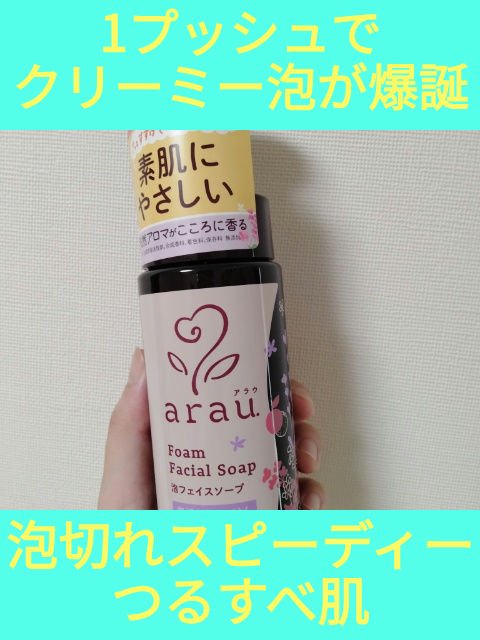 1プッシュで
クリーミー泡が爆誕
素肌に
やさしい
アロマがこころに香る
アラウ
arau.
Foam
Facial Soap
泡フェイスソープ
泡切れスピーディー
つるすべ肌